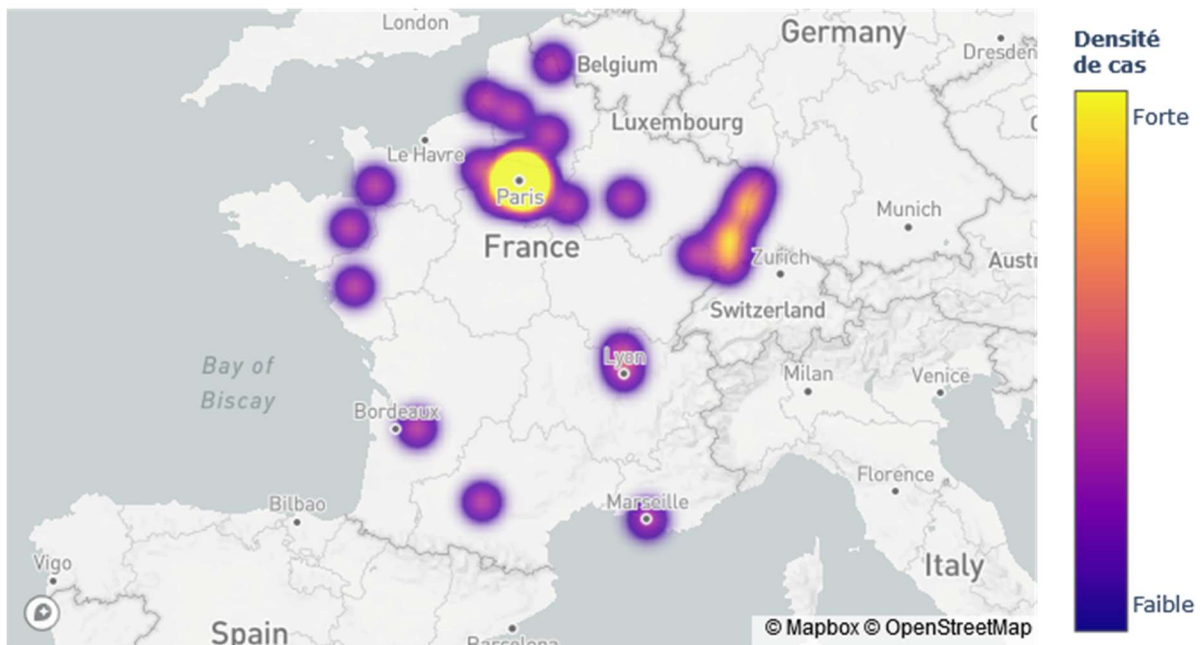 London
Germany
Dresden
Belgium
Luxembourg
Le Havre
Paris
France
Munich
Zurich
Austr
Switzerland
Bay of
Biscay
Lyon
Milan
Venice
Bordeaux
Florence
Bilbao
Marseille
Vigo
Italy
Spain
Barcelona
© Mapbox © OpenStreetMap
Densité
de cas
Forte
Faible